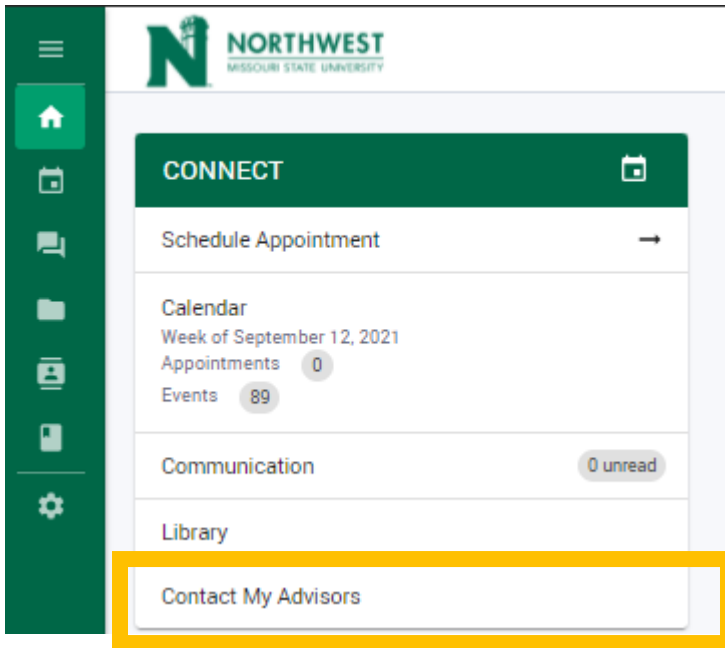 N
NORTHWEST
MISSOURI STATE UNIVERSITY
CONNECT
Schedule Appointment
Calendar
Week of September 12, 2021
Appointments 0
Events 89
Communication 0 unread
Library
Contact My Advisors